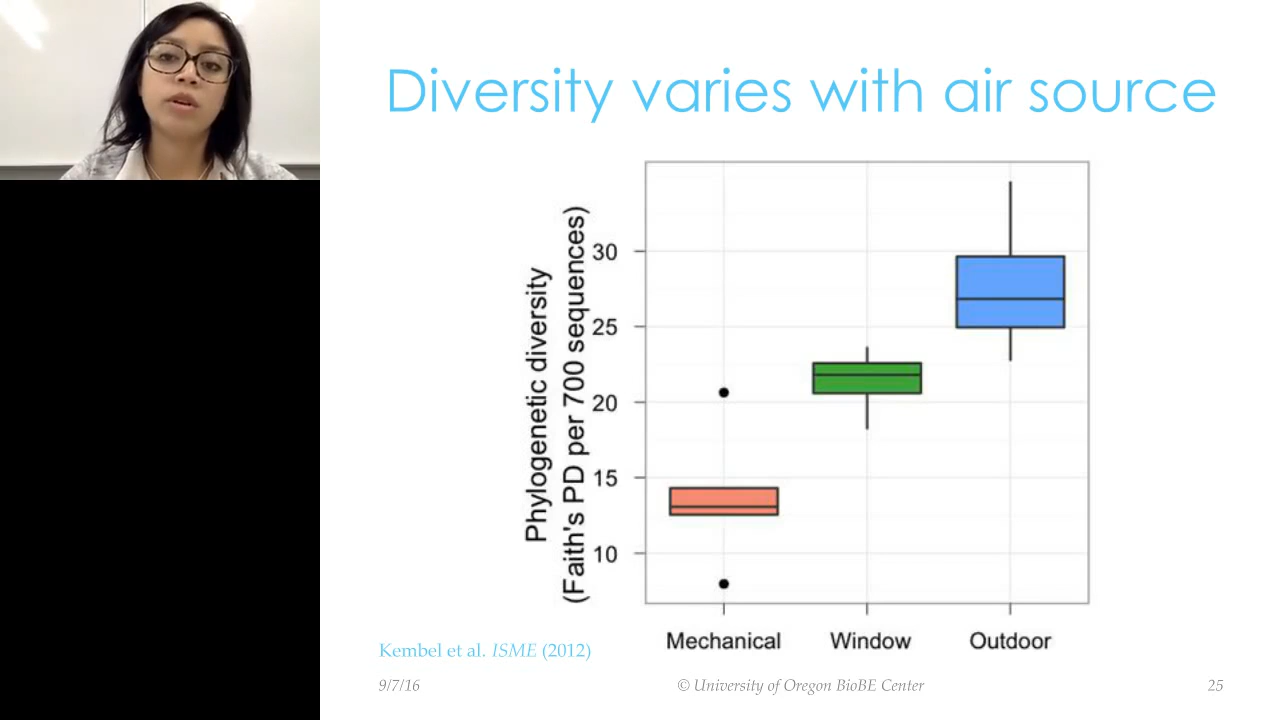 Diversity varies with air source
Phylogenetic diversity
(Faith's PD per 700 sequences)
30
25
20
15
10
Mechanical
Window
Outdoor
Kembel et al. ISME (2012)
9/7/16
© University of Oregon BioBE Center
25